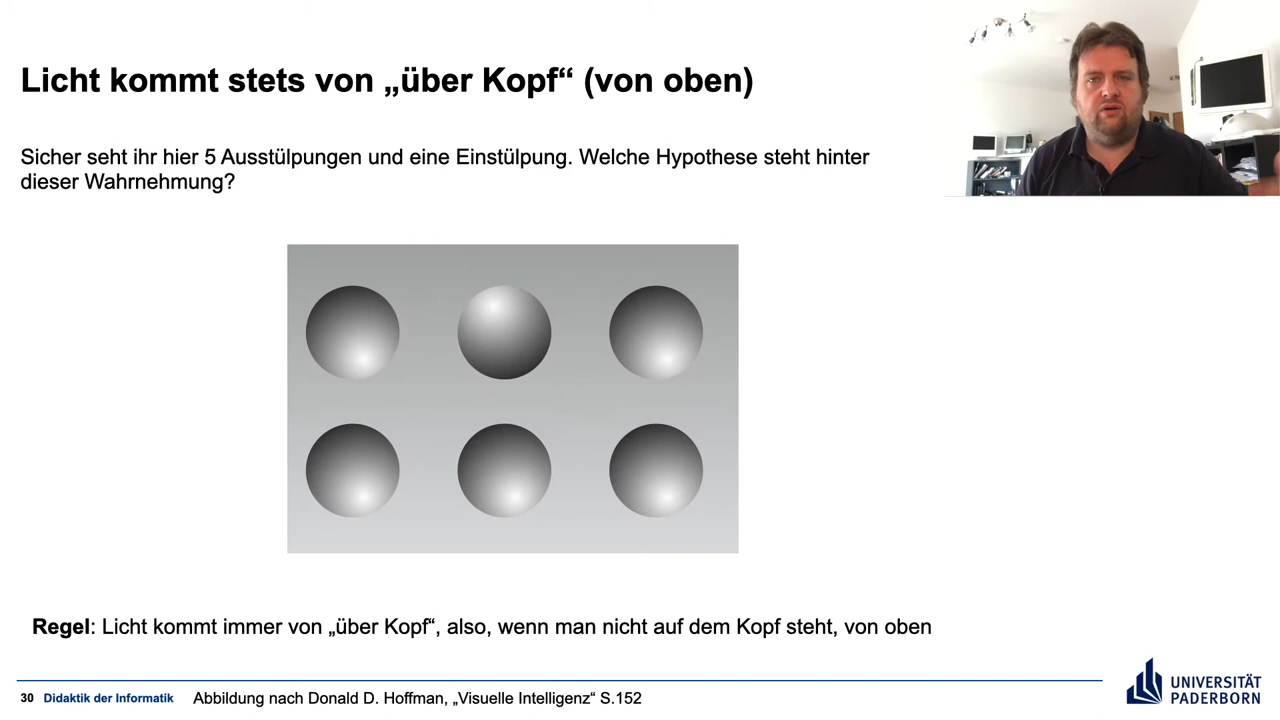 Licht kommt stets von „über Kopf“ (von oben)
Sicher seht ihr hier 5 Ausstülpungen und eine Einstülpung. Welche Hypothese steht hinter
dieser Wahrnehmung?
Regel: Licht kommt immer von „über Kopf“, also, wenn man nicht auf dem Kopf steht, von oben
30 Didaktik der Informatik Abbildung nach Donald D. Hoffman, „Visuelle Intelligenz“ S.152
UNIVERSITÄT
PADERBORN